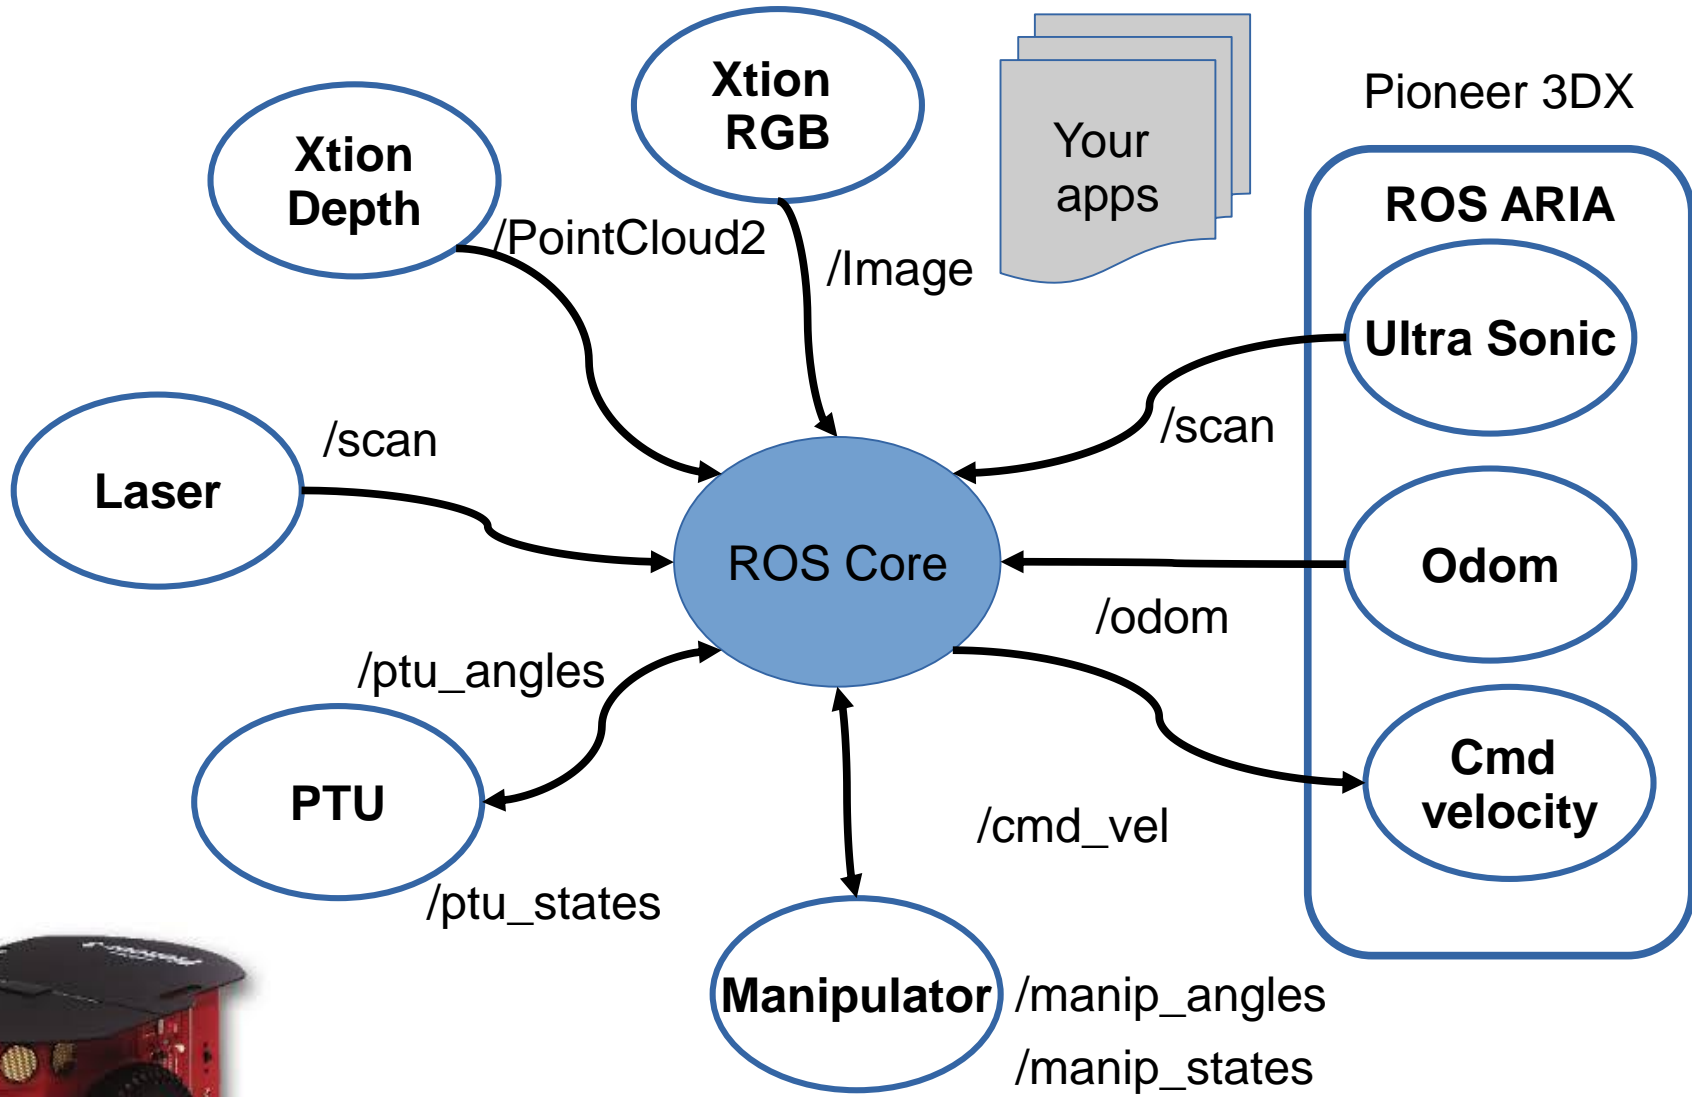 Xtion
RGB
Your
apps
Pioneer 3DX
Xtion
Depth
ROS ARIA
/PointCloud2
/Image
Ultra Sonic
/scan
/scan
Laser
ROS Core
Odom
/odom
/ptu_angles
Cmd
velocity
PTU
/cmd_vel
/ptu_states
Manipulator
/manip_angles
/manip_states